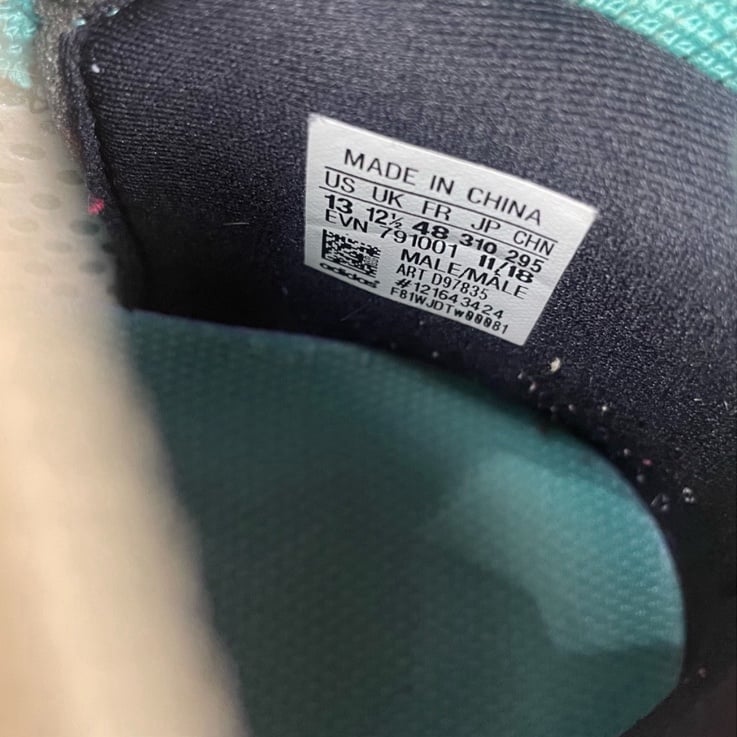 MADE IN CHINA
US UK FR JP CHN
13 12½ 48 310 295
EVN 791001 11/18
MALE/MÂLE
ART D97835
#121643424
F81WJDTW00081
adidas